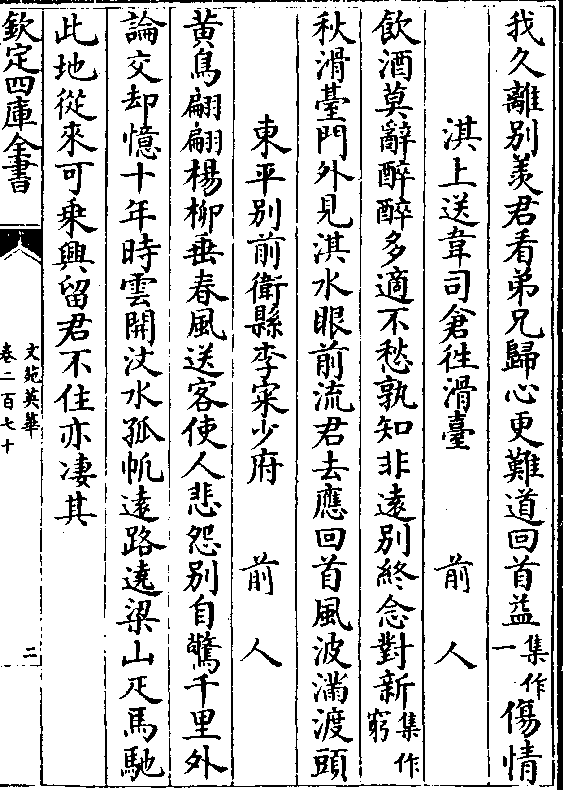 我久離別羨君看弟兄歸心更難道回首益集作一傷情
淇上送韋司倉徃滑臺　前人
飲酒莫辭醉醉多適不愁孰知非遠別終念對新集作窮
秋滑臺門外見淇水眼前流君去應回首風波滿渡頭
東平別前衛縣李寀少府　前人
黄鳥翩翩楊柳垂春風送客使人悲怨別自驚千里外
論交却憶十年時雲開汶水孤帆遠路遶梁山疋馬馳
此地從來可乗興留君不住亦凄其
欽定四庫全書
文苑英華
卷二百七十
二